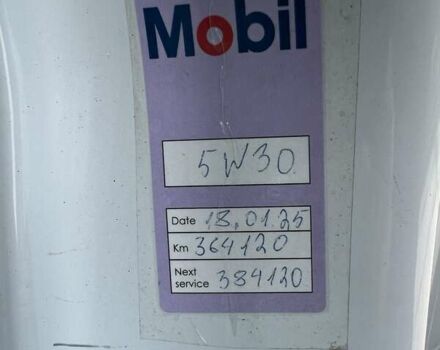 Mobil
5W30
Date 18.01.25
Km 364120
Next
service 384120